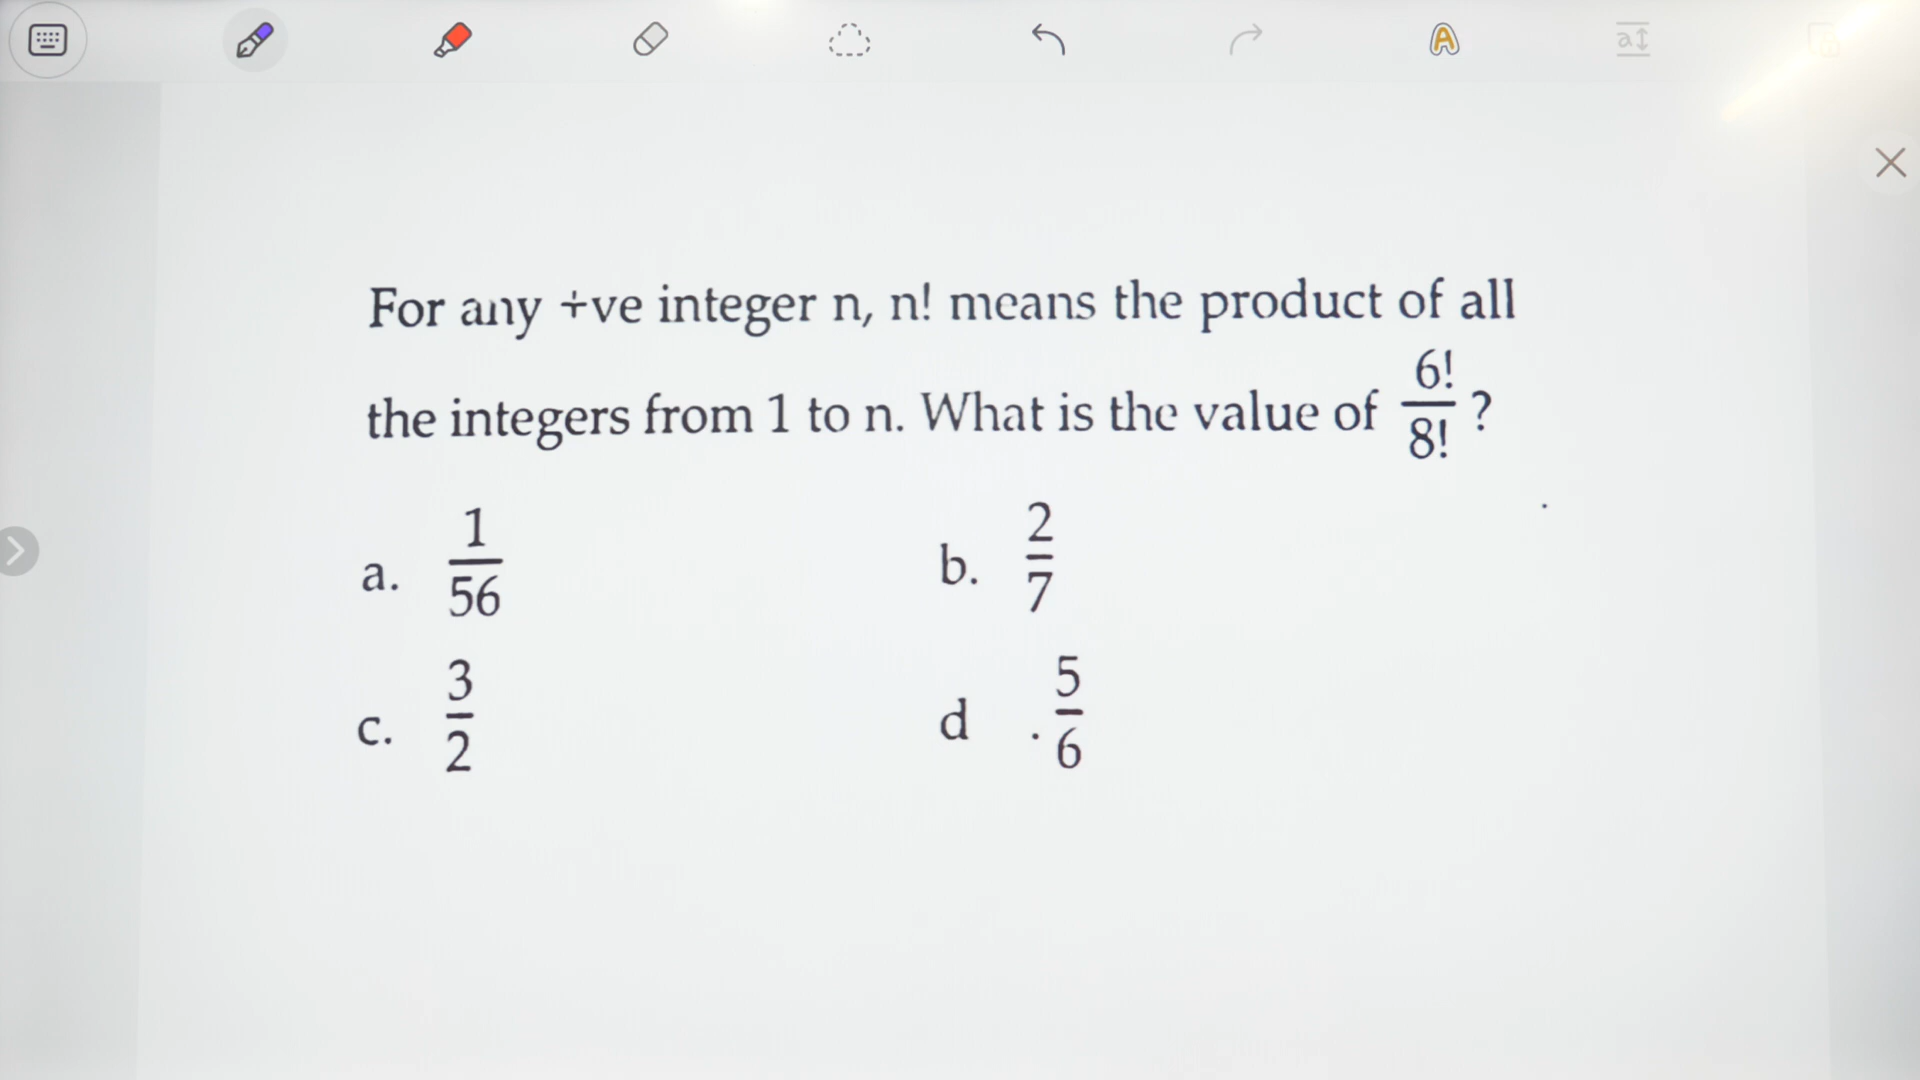 For any +ve integer n, n! means the product of all
the integers from 1 to n. What is the value of 6!/8! ?
a. 1/56 b. 2/7
c. 3/2 d . 5/6